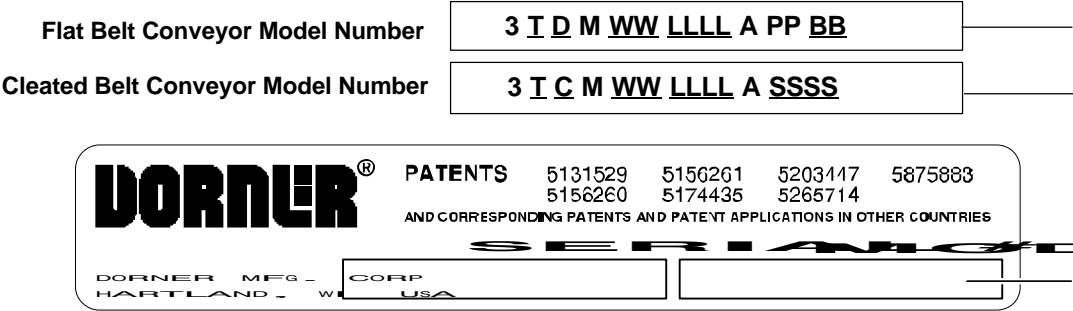 Flat Belt Conveyor Model Number
3 T D M WW LLLL A PP BB
Cleated Belt Conveyor Model Number
3 T C M WW LLLL A SSSS
DORNER®
PATENTS 5131529 5156261 5203447 5875883
5156260 5174435 5265714
AND CORRESPONDING PATENTS AND PATENT APPLICATIONS IN OTHER COUNTRIES
SERIAL
DORNER MFG. CORP
HARTLAND, WI USA